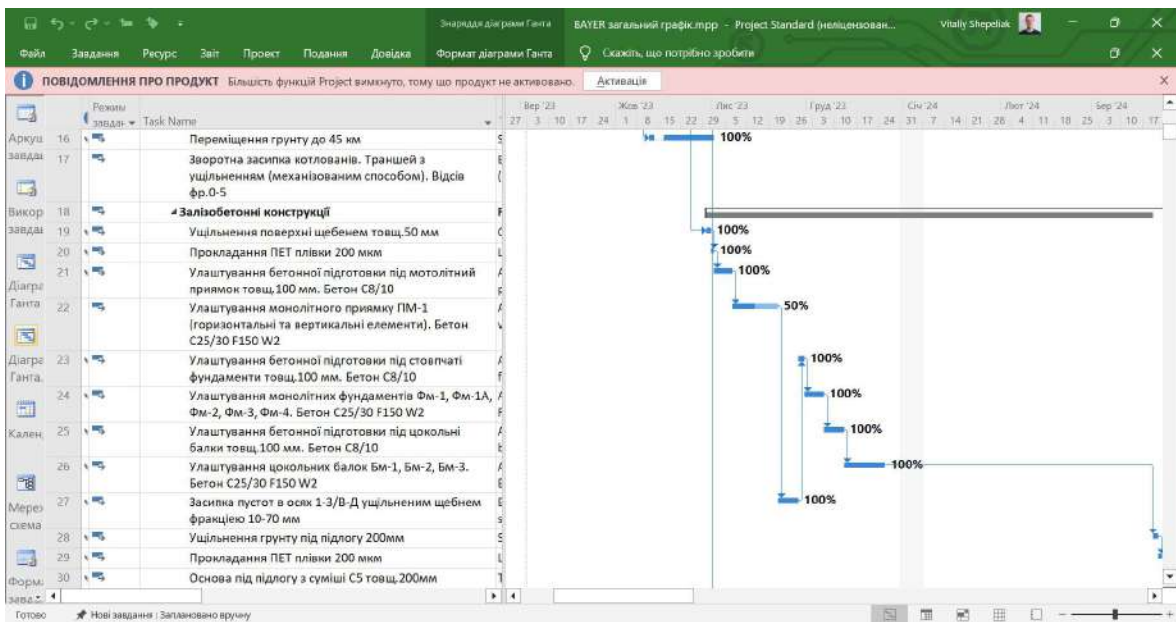 Знаряддя діаграми Ганта
BAYER загальний графік.mpp - Project Standard (неліцензован...
Vitaliy Shepeliak
Файл Завдання Ресурс Звіт Проект Подання Довідка Формат діаграми Ганта Скажіть, що потрібно зробити
ПОВІДОМЛЕННЯ ПРО ПРОДУКТ Більшість функцій Project вимкнуто, тому що продукт не активовано. Активація
Режим
завдан Task Name
Вер '23 Жов '23 Лис '23 Груд '23 Січ '24 Лют '24 Бер '24
27 3 10 17 24 1 8 15 22 29 5 12 19 26 3 10 17 24 31 7 14 21 28 4 11 18 25 3 10 17
Аркуш
завдан
Викор
завдан
Діагра
Ганта
Діагра
Ганта.
Кален
Мереж
схема
Форма
16 Переміщення грунту до 45 км 100%
17 Зворотна засипка котлованів. Траншей з
ущільненням (механізованим способом). Відсів
фр.0-5
18 Залізобетонні конструкції
19 Ущільнення поверхні щебенем товщ.50 мм 100%
20 Прокладання ПЕТ плівки 200 мкм 100%
21 Улаштування бетонної підготовки під мотолітний 100%
приямок товщ.100 мм. Бетон С8/10
22 Улаштування монолітного приямку ПМ-1 50%
(горизонтальні та вертикальні елементи). Бетон
С25/30 F150 W2
23 Улаштування бетонної підготовки під стовпчаті 100%
фундаменти товщ.100 мм. Бетон С8/10
24 Улаштування монолітних фундаментів Фм-1, Фм-1А, 100%
Фм-2, Фм-3, Фм-4. Бетон С25/30 F150 W2
25 Улаштування бетонної підготовки під цокольні 100%
балки товщ.100 мм. Бетон С8/10
26 Улаштування цокольних балок Бм-1, Бм-2, Бм-3. 100%
Бетон С25/30 F150 W2
27 Засипка пустот в осях 1-3/В-Д ущільненим щебнем 100%
фракцією 10-70 мм
28 Ущільнення грунту під підлогу 200мм
29 Прокладання ПЕТ плівки 200 мкм
30 Основа під підлогу з суміші С5 товщ.200мм
Готово Нові завдання : Заплановано вручну